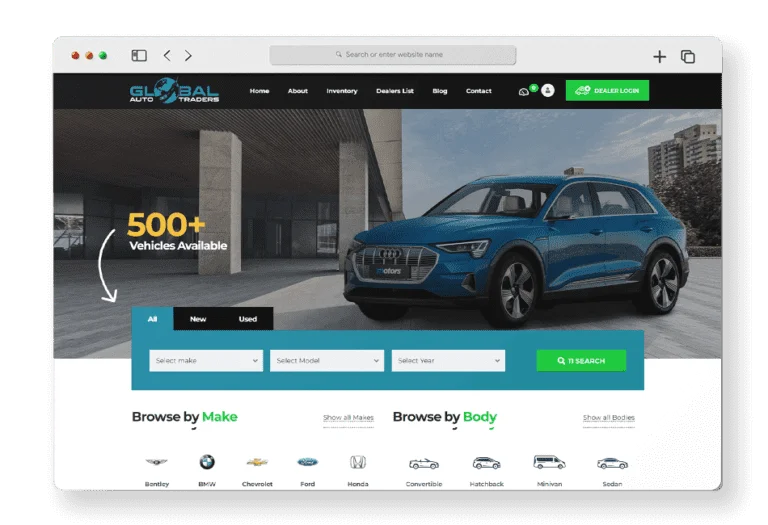 Search or enter website name
GLOBAL
AUTO TRADERS
Home About Inventory Dealers List Blog Contact 0 DEALER LOGIN
500+
Vehicles Available
motors
All New Used
Select make Select Model Select Year 11 SEARCH
Browse by Make Show all Makes Browse by Body Show all Bodies
Bentley BMW Chevrolet Ford Honda Convertible Hatchback Minivan Sedan